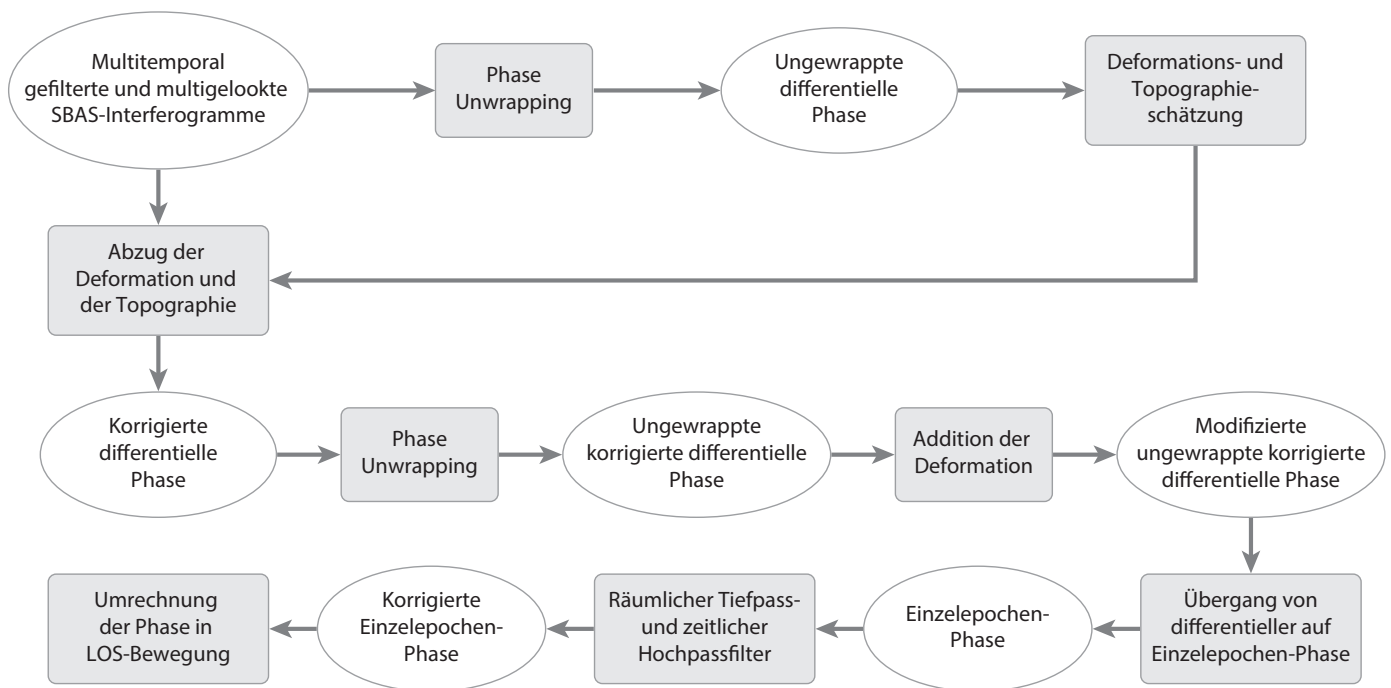 Multitemporal
gefilterte und multigelookte
SBAS-Interferogramme
Phase
Unwrapping
Ungewrappte
differentielle
Phase
Deformations- und
Topographie-
schätzung
Abzug der
Deformation und
der Topographie
Korrigierte
differentielle
Phase
Phase
Unwrapping
Ungewrappte
korrigierte differentielle
Phase
Addition der
Deformation
Modifizierte
ungewrappte korrigierte
differentielle Phase
Übergang von
differentieller auf
Einzelepochen-Phase
Einzelepochen-
Phase
Räumlicher Tiefpass-
und zeitlicher
Hochpassfilter
Korrigierte
Einzelepochen-
Phase
Umrechnung
der Phase in
LOS-Bewegung